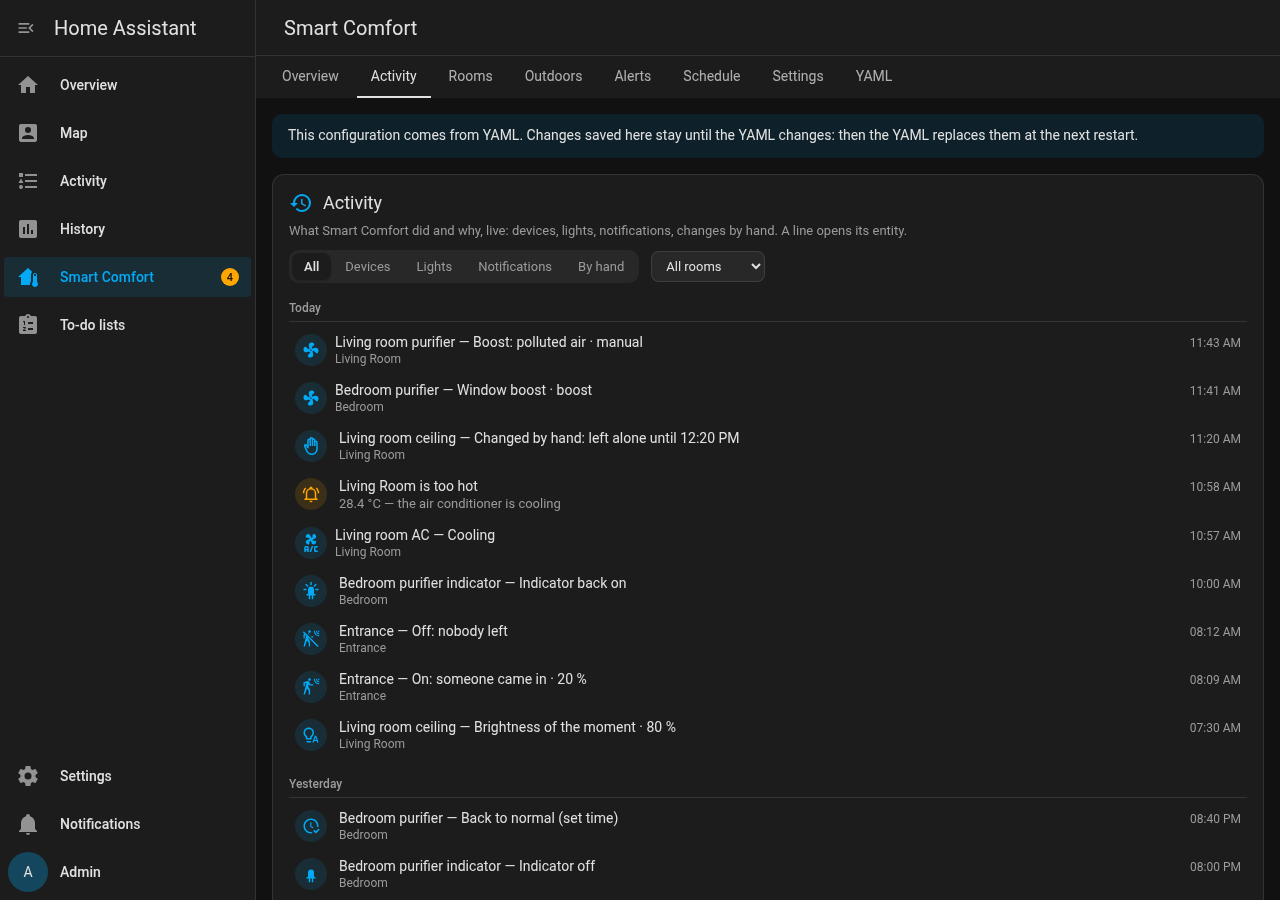 Home Assistant
Overview
Map
Activity
History
Smart Comfort
4
To-do lists
Settings
Notifications
A
Admin
Smart Comfort
Overview Activity Rooms Outdoors Alerts Schedule Settings YAML
This configuration comes from YAML. Changes saved here stay until the YAML changes: then the YAML replaces them at the next restart.
Activity
What Smart Comfort did and why, live: devices, lights, notifications, changes by hand. A line opens its entity.
All Devices Lights Notifications By hand All rooms
Today
Living room purifier — Boost: polluted air · manual 11:43 AM
Living Room
Bedroom purifier — Window boost · boost 11:41 AM
Bedroom
Living room ceiling — Changed by hand: left alone until 12:20 PM 11:20 AM
Living Room
Living Room is too hot 10:58 AM
28.4 °C — the air conditioner is cooling
A/C
Living room AC — Cooling 10:57 AM
Living Room
Bedroom purifier indicator — Indicator back on 10:00 AM
Bedroom
Entrance — Off: nobody left 08:12 AM
Entrance
Entrance — On: someone came in · 20 % 08:09 AM
Entrance
Living room ceiling — Brightness of the moment · 80 % 07:30 AM
Living Room
Yesterday
Bedroom purifier — Back to normal (set time) 08:40 PM
Bedroom
Bedroom purifier indicator — Indicator off 08:00 PM
Bedroom